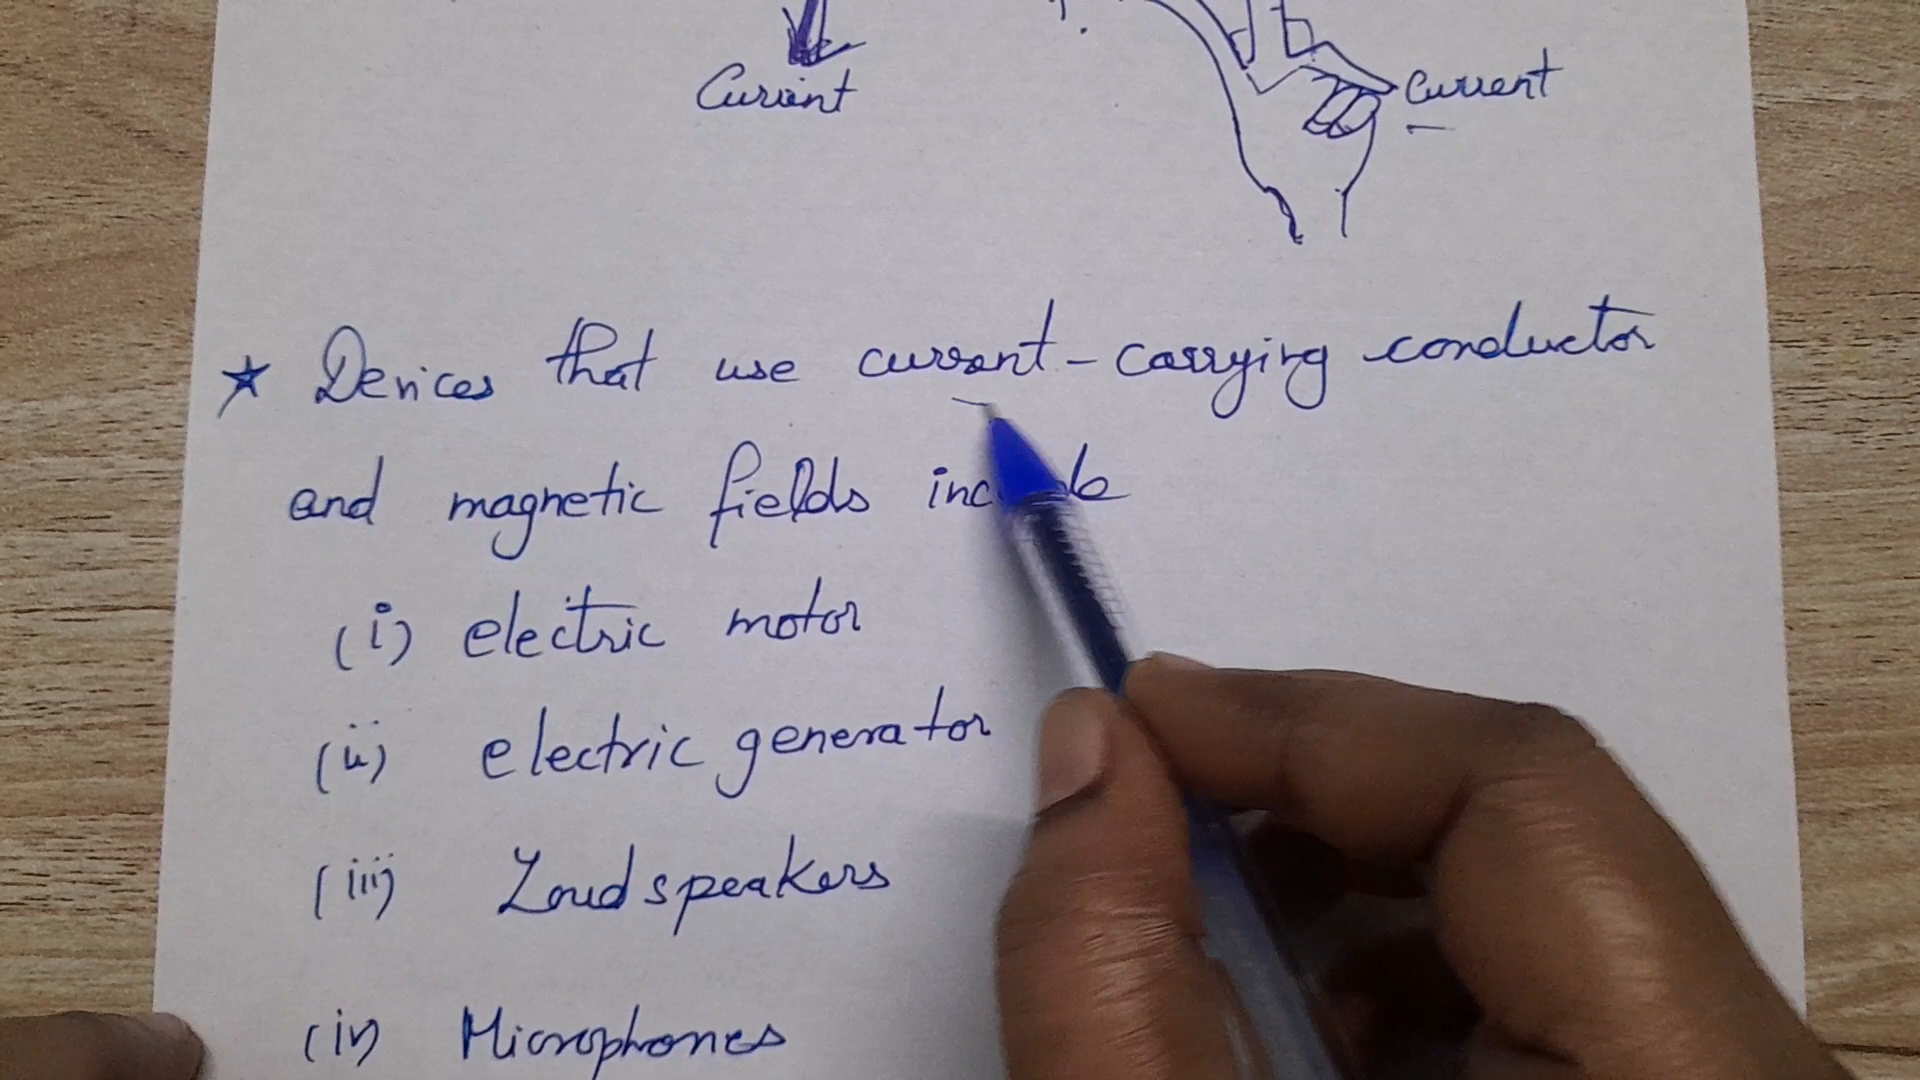 Current Current
★ Devices that use current-carrying conductor
and magnetic fields include
(i) electric motor
(ii) electric generator
(iii) Loudspeakers
(iv) Microphones